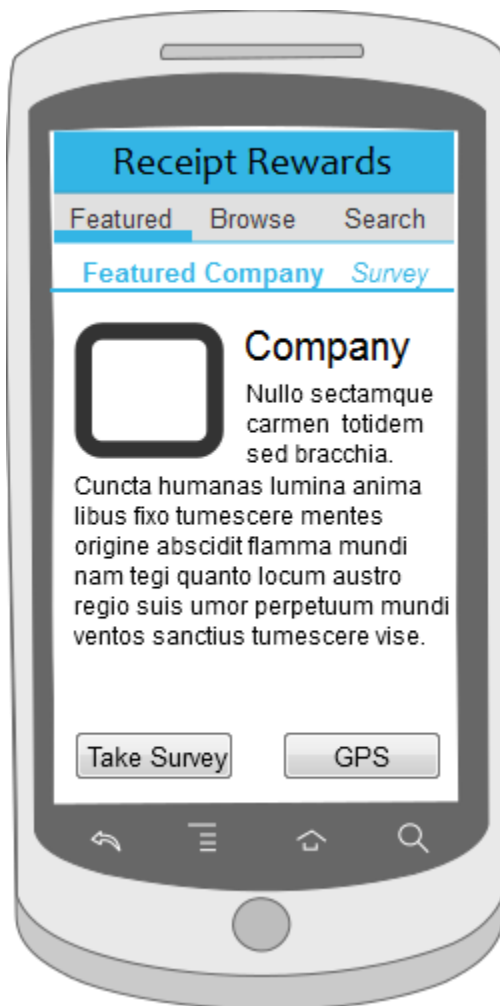 Receipt Rewards
Featured Browse Search
Featured Company Survey
Company
Nullo sectamque
carmen totidem
sed bracchia.
Cuncta humanas lumina anima
libus fixo tumescere mentes
origine abscidit flamma mundi
nam tegi quanto locum austro
regio suis umor perpetuum mundi
ventos sanctius tumescere vise.
Take Survey GPS